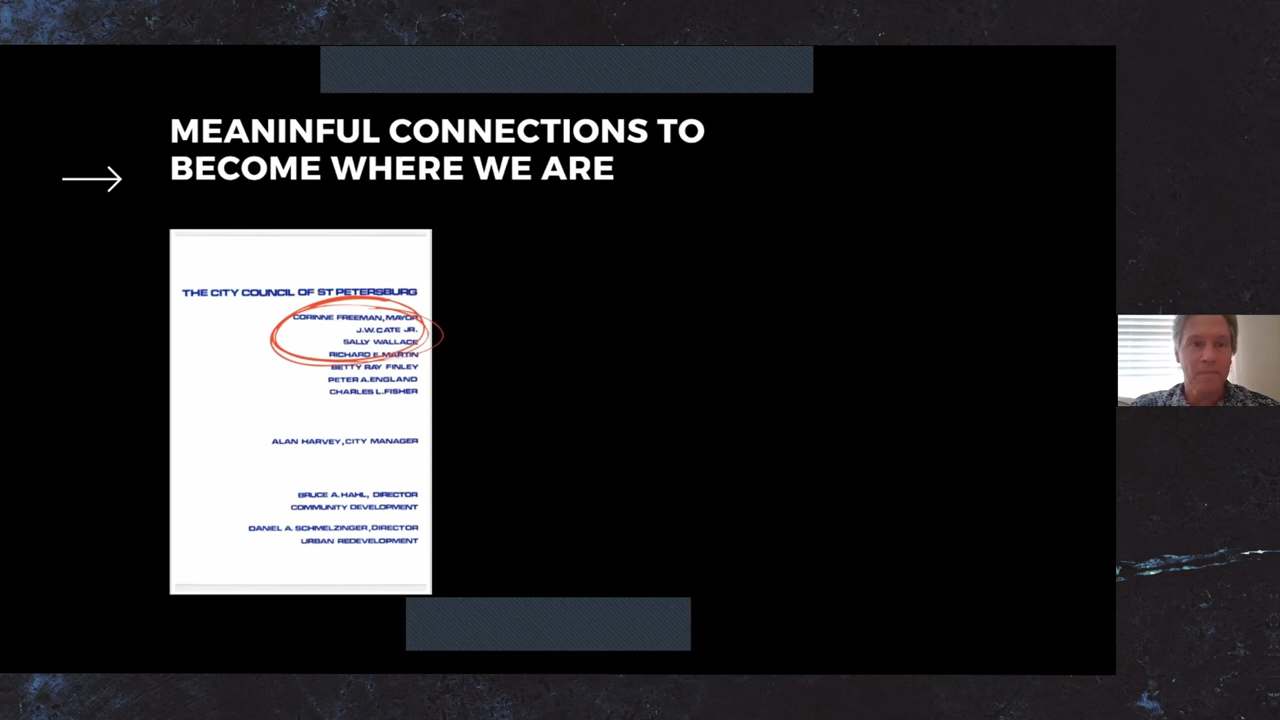 MEANINFUL CONNECTIONS TO
BECOME WHERE WE ARE
THE CITY COUNCIL OF ST PETERSBURG
CORINNE FREEMAN, MAYOR
J.W. CATE JR.
SALLY WALLACE
RICHARD E. MARTIN
BETTY RAY FINLEY
PETER A. ENGLAND
CHARLES L. FISHER
ALAN HARVEY, CITY MANAGER
BRUCE A. HAHL, DIRECTOR
COMMUNITY DEVELOPMENT
DANIEL A. SCHMELZINGER, DIRECTOR
URBAN REDEVELOPMENT